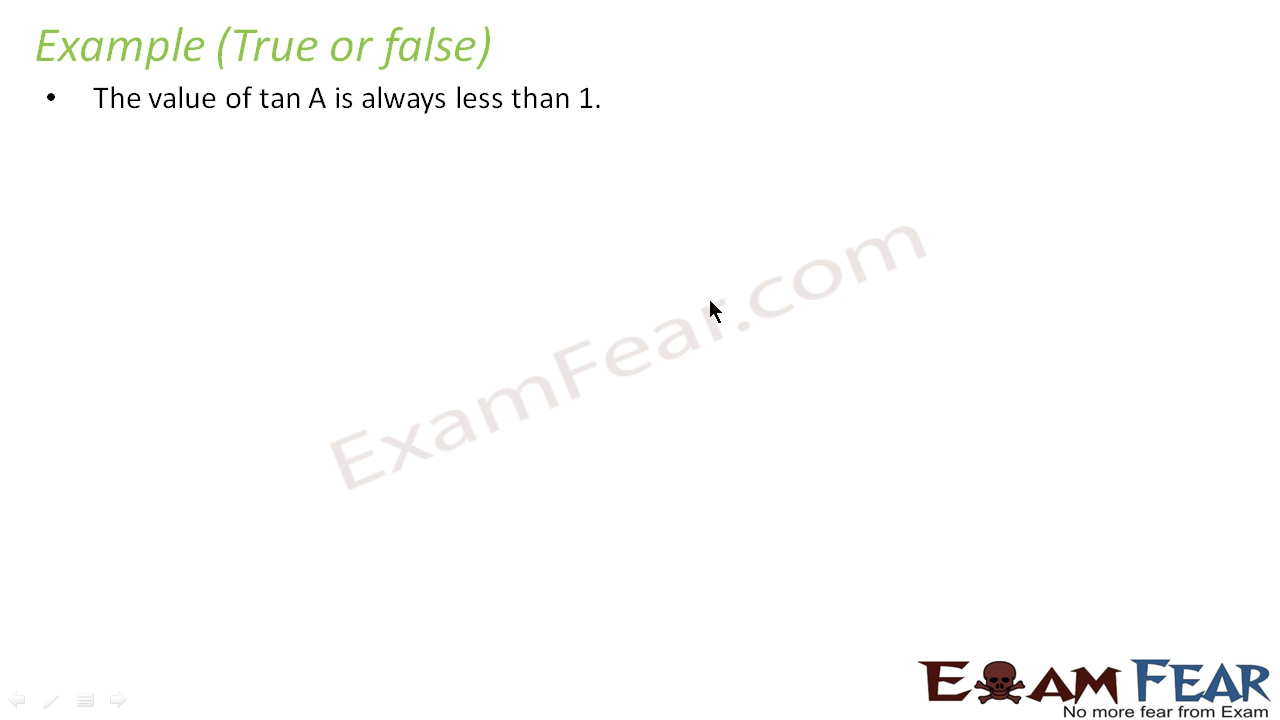 Example (True or false)
• The value of tan A is always less than 1.
ExamFear.com
EXAM FEAR
No more fear from Exam